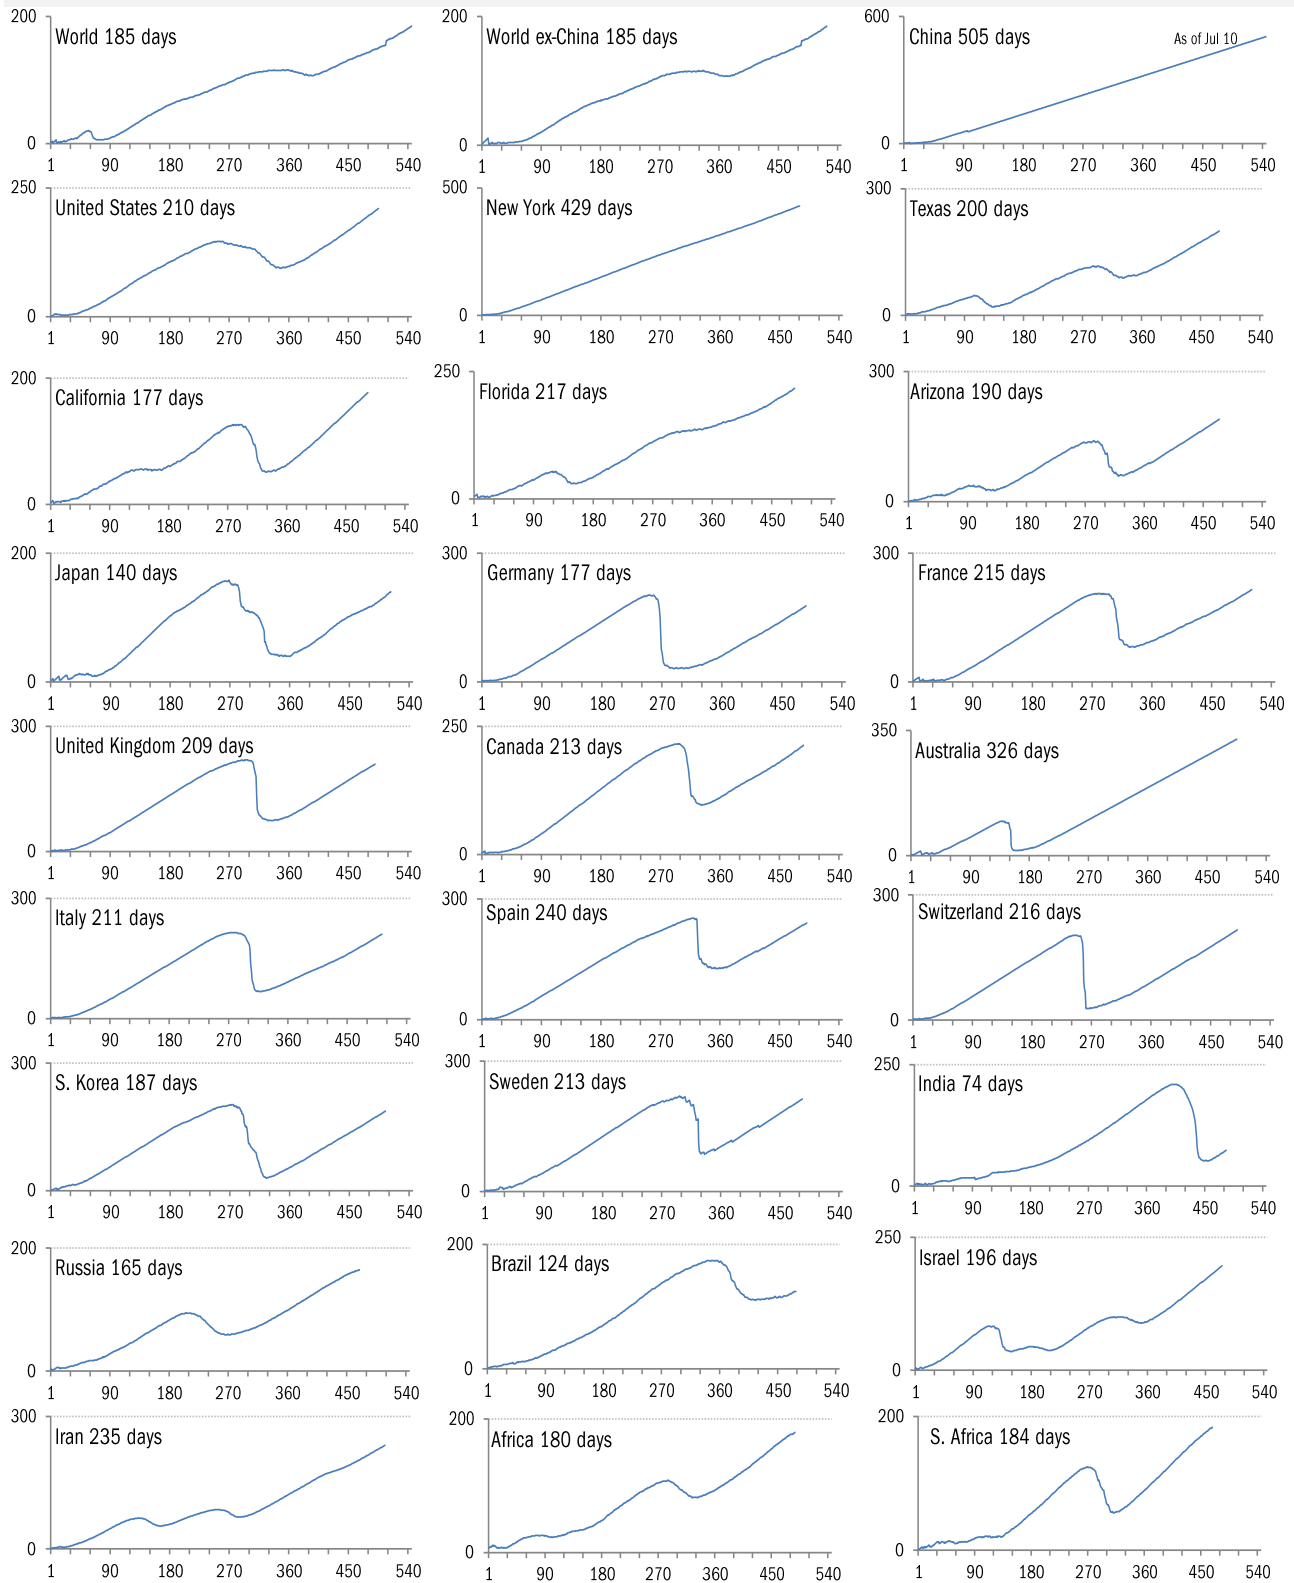 200
World 185 days
0
1 90 180 270 360 450 540
200
World ex-China 185 days
0
1 90 180 270 360 450 540
600
China 505 days
As of Jul 10
0
1 90 180 270 360 450 540
250
United States 210 days
0
1 90 180 270 360 450 540
500
New York 429 days
0
1 90 180 270 360 450 540
300
Texas 200 days
0
1 90 180 270 360 450 540
200
California 177 days
0
1 90 180 270 360 450 540
250
Florida 217 days
0
1 90 180 270 360 450 540
300
Arizona 190 days
0
1 90 180 270 360 450 540
200
Japan 140 days
0
1 90 180 270 360 450 540
300
Germany 177 days
0
1 90 180 270 360 450 540
300
France 215 days
0
1 90 180 270 360 450 540
300
United Kingdom 209 days
0
1 90 180 270 360 450 540
250
Canada 213 days
0
1 90 180 270 360 450 540
350
Australia 326 days
0
1 90 180 270 360 450 540
300
Italy 211 days
0
1 90 180 270 360 450 540
300
Spain 240 days
0
1 90 180 270 360 450 540
300
Switzerland 216 days
0
1 90 180 270 360 450 540
300
S. Korea 187 days
0
1 90 180 270 360 450 540
300
Sweden 213 days
0
1 90 180 270 360 450 540
250
India 74 days
0
1 90 180 270 360 450 540
200
Russia 165 days
0
1 90 180 270 360 450 540
200
Brazil 124 days
0
1 90 180 270 360 450 540
250
Israel 196 days
0
1 90 180 270 360 450 540
300
Iran 235 days
0
1 90 180 270 360 450 540
200
Africa 180 days
0
1 90 180 270 360 450 540
200
S. Africa 184 days
0
1 90 180 270 360 450 540